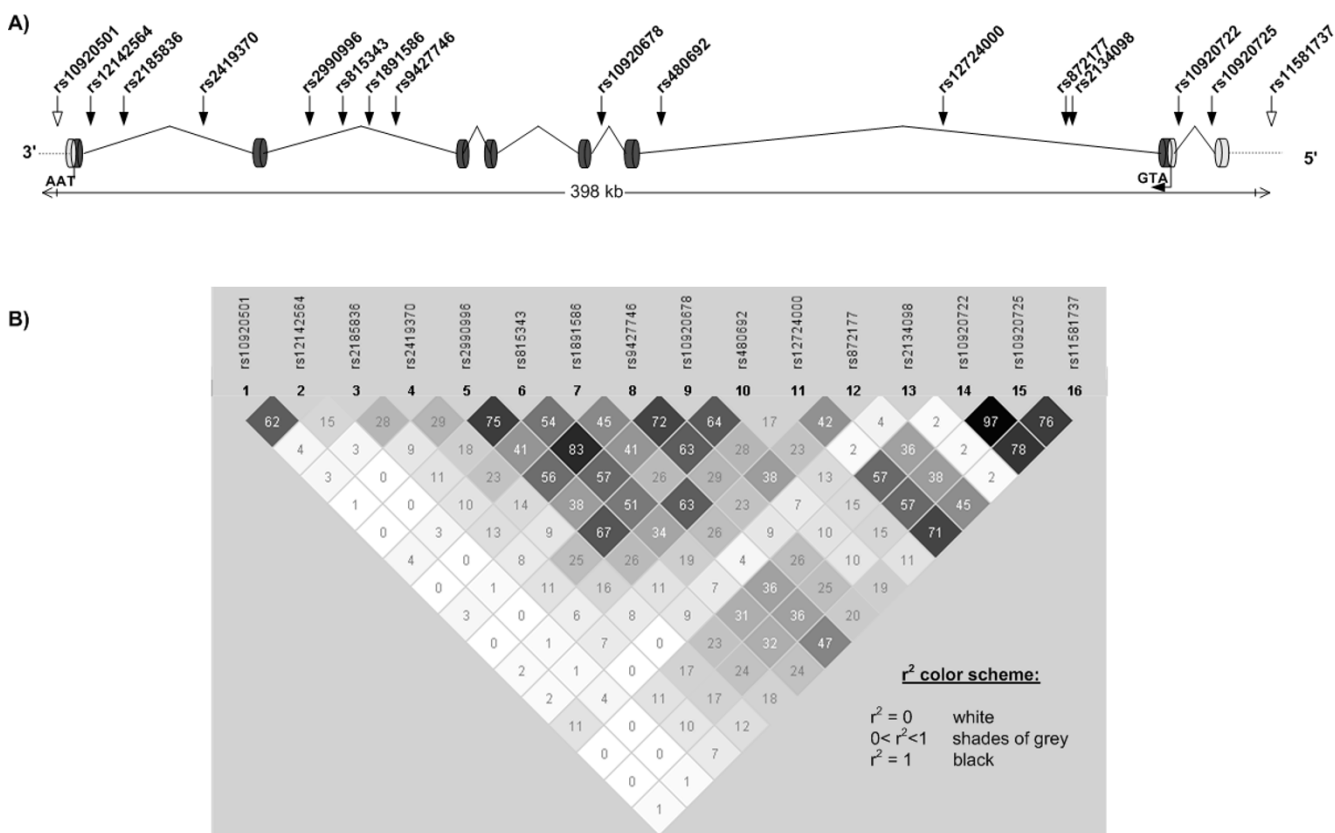 A)
rs10920501
rs12142564
rs2185836
rs2419370
rs2990996
rs815343
rs1891586
rs9427746
rs10920678
rs480692
rs12724000
rs872177
rs2134098
rs10920722
rs10920725
rs11581737
3'
5'
AAT
GTA
398 kb
B)
rs10920501
rs12142564
rs2185836
rs2419370
rs2990996
rs815343
rs1891586
rs9427746
rs10920678
rs480692
rs12724000
rs872177
rs2134098
rs10920722
rs10920725
rs11581737
1 2 3 4 5 6 7 8 9 10 11 12 13 14 15 16
62 15 28 29 75 54 45 72 64 17 42 4 2 97 76
4 3 9 18 41 83 41 63 28 23 2 36 2 78
3 0 11 23 56 57 26 29 38 13 57 38 2
1 0 10 14 38 51 63 23 7 15 57 45
0 3 13 9 67 34 26 9 10 15 71
4 0 8 25 26 19 4 26 10 11
0 1 11 16 11 7 36 25 19
3 0 6 8 9 31 36 20
0 1 7 0 23 32 47
2 1 0 17 24 24
2 4 11 17 18
11 0 10 12
0 0 7
0 1
1
r² color scheme:
r² = 0 white
0< r²<1 shades of grey
r² = 1 black